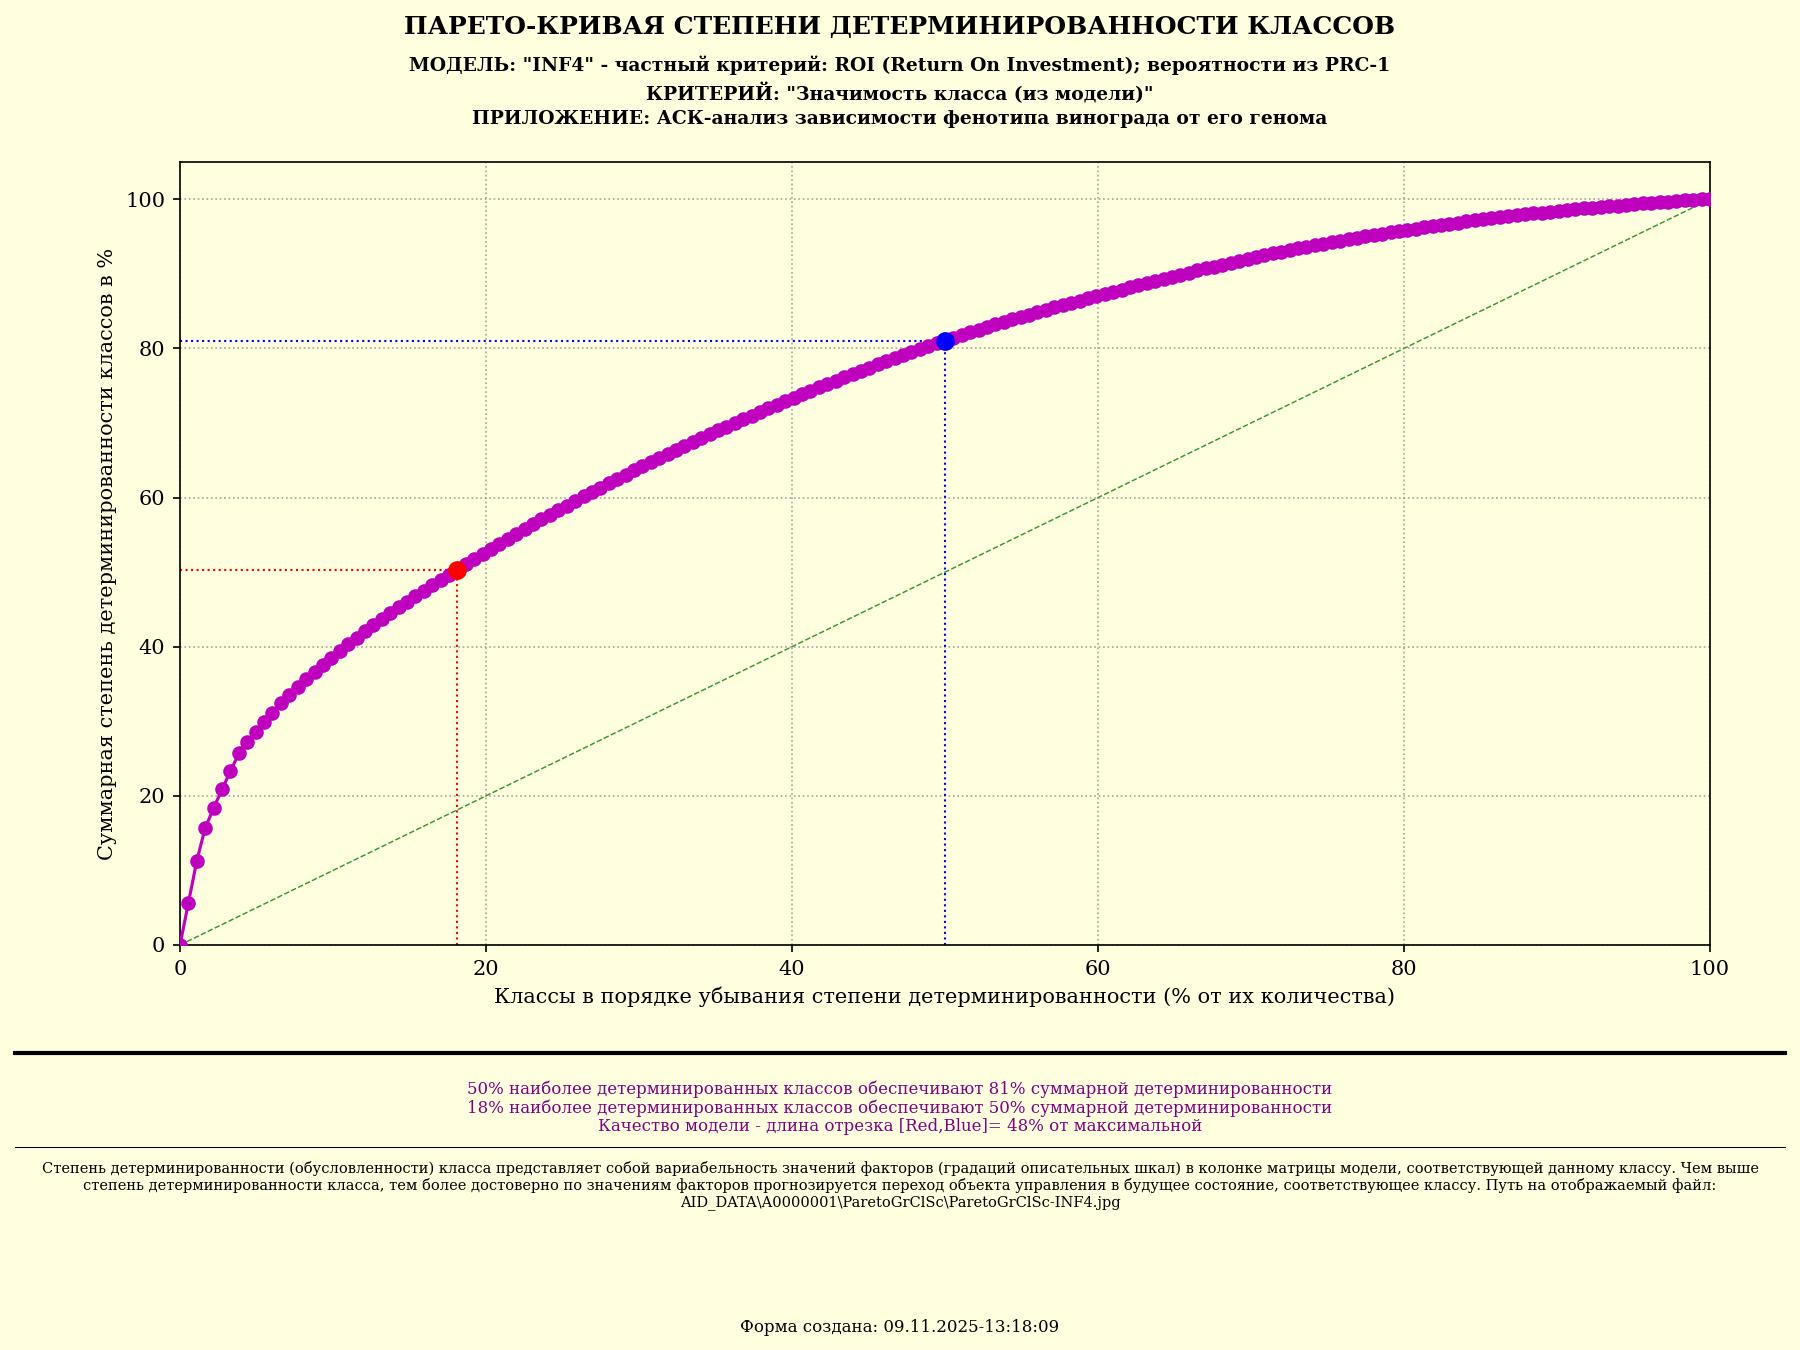 ПАРЕТО-КРИВАЯ СТЕПЕНИ ДЕТЕРМИНИРОВАННОСТИ КЛАССОВ
МОДЕЛЬ: "INF4" - частный критерий: ROI (Return On Investment); вероятности из PRC-1
КРИТЕРИЙ: "Значимость класса (из модели)"
ПРИЛОЖЕНИЕ: АСК-анализ зависимости фенотипа винограда от его генома
Суммарная степень детерминированности классов в %
100
80
60
40
20
0
0 20 40 60 80 100
Классы в порядке убывания степени детерминированности (% от их количества)
50% наиболее детерминированных классов обеспечивают 81% суммарной детерминированности
18% наиболее детерминированных классов обеспечивают 50% суммарной детерминированности
Качество модели - длина отрезка [Red,Blue]= 48% от максимальной
Степень детерминированности (обусловленности) класса представляет собой вариабельность значений факторов (градаций описательных шкал) в колонке матрицы модели, соответствующей данному классу. Чем выше
степень детерминированности класса, тем более достоверно по значениям факторов прогнозируется переход объекта управления в будущее состояние, соответствующее классу. Путь на отображаемый файл:
AID_DATA\A0000001\ParetoGrClSc\ParetoGrClSc-INF4.jpg
Форма создана: 09.11.2025-13:18:09